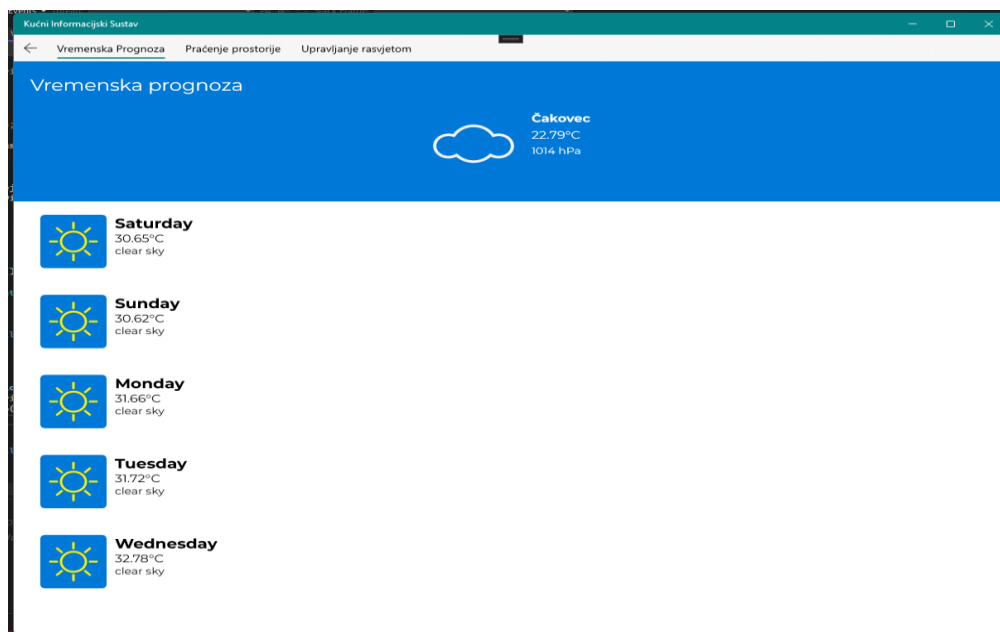 Kućni Informacijski Sustav
Vremenska Prognoza Praćenje prostorije Upravljanje rasvjetom
Vremenska prognoza
Čakovec
22.79°C
1014 hPa
Saturday
30.65°C
clear sky
Sunday
30.62°C
clear sky
Monday
31.66°C
clear sky
Tuesday
31.72°C
clear sky
Wednesday
32.78°C
clear sky